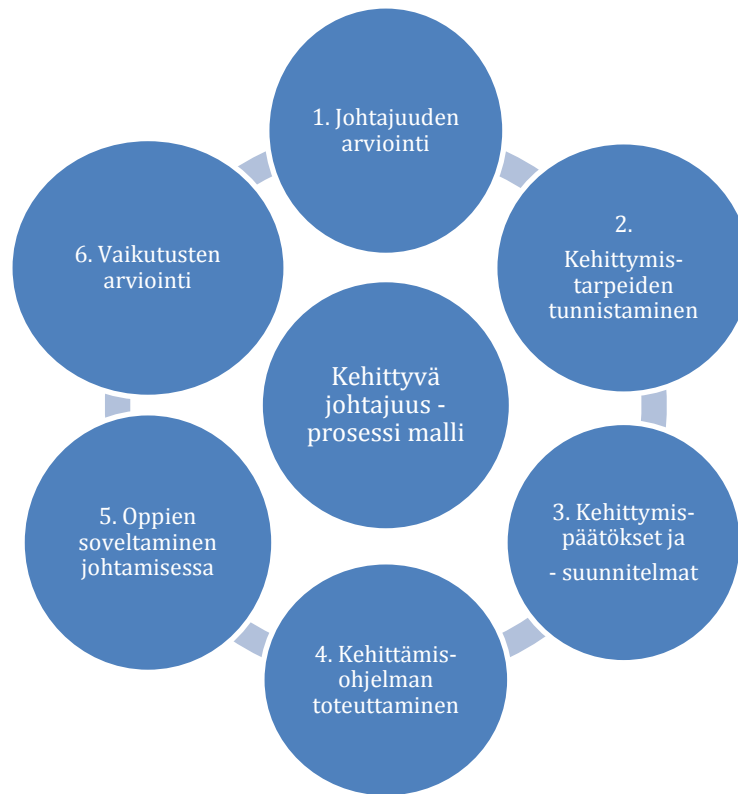 1. Johtajuuden
arviointi
2.
Kehittymis-
tarpeiden
tunnistaminen
3. Kehittymis-
päätökset ja
- suunnitelmat
4. Kehittämis-
ohjelman
toteuttaminen
5. Oppien
soveltaminen
johtamisessa
6. Vaikutusten
arviointi
Kehittyvä
johtajuus -
prosessi malli